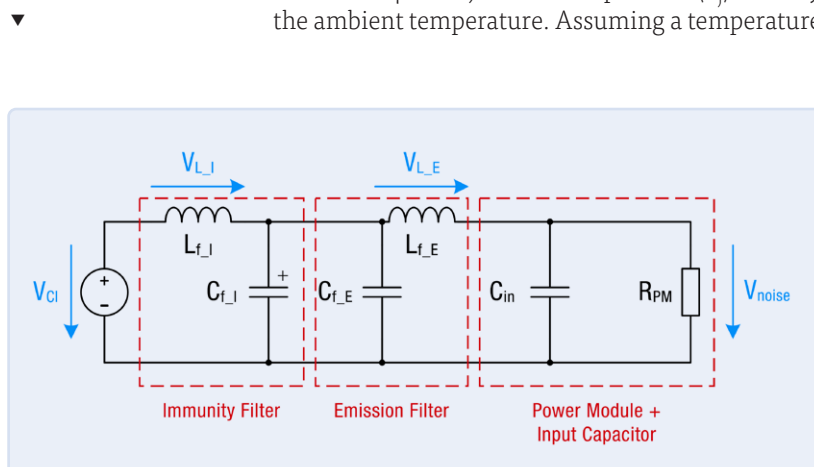 the ambient temperature. Assuming a temperature
V_L_I
V_L_E
L_f_I
L_f_E
V_CI
+
-
C_f_I
+
C_f_E
C_in
R_PM
V_noise
Immunity Filter
Emission Filter
Power Module +
Input Capacitor